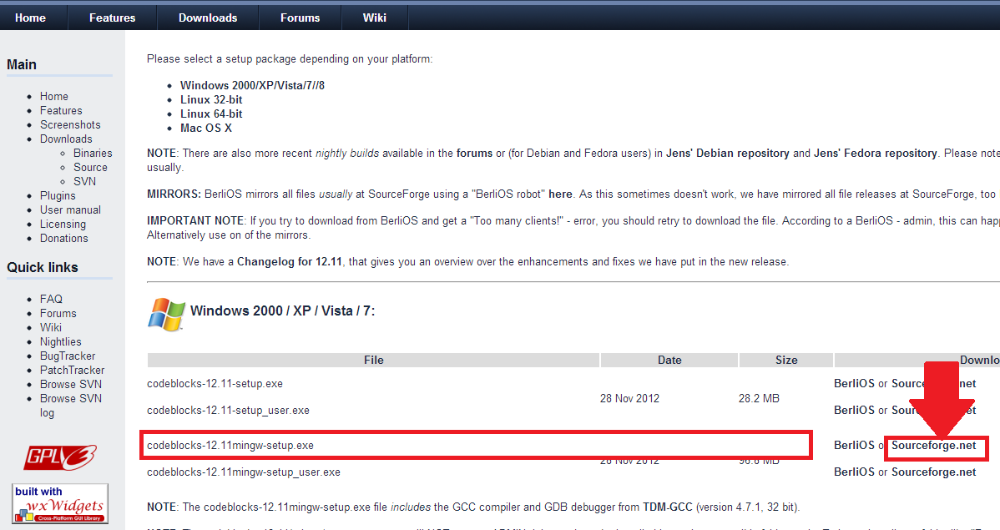 Home Features Downloads Forums Wiki
Main
Home
Features
Screenshots
Downloads
Binaries
Source
SVN
Plugins
User manual
Licensing
Donations
Quick links
FAQ
Forums
Wiki
Nightlies
BugTracker
PatchTracker
Browse SVN
Browse SVN
log
GPL 3
built with
wxWidgets
Cross-Platform GUI Library
Please select a setup package depending on your platform:
Windows 2000/XP/Vista/7//8
Linux 32-bit
Linux 64-bit
Mac OS X
NOTE: There are also more recent nightly builds available in the forums or (for Debian and Fedora users) in Jens' Debian repository and Jens' Fedora repository. Please note
usually.
MIRRORS: BerliOS mirrors all files usually at SourceForge using a "BerliOS robot" here. As this sometimes doesn't work, we have mirrored all file releases at SourceForge, too
IMPORTANT NOTE: If you try to download from BerliOS and get a "Too many clients!" - error, you should retry to download the file. According to a BerliOS - admin, this can hap
Alternatively use on of the mirrors.
NOTE: We have a Changelog for 12.11, that gives you an overview over the enhancements and fixes we have put in the new release.
Windows 2000 / XP / Vista / 7:
File Date Size Downlo
codeblocks-12.11-setup.exe BerliOS or Sourc net
28 Nov 2012 28.2 MB
codeblocks-12.11-setup_user.exe BerliOS or Sour et
codeblocks-12.11mingw-setup.exe BerliOS o Sourceforge.net
28 Nov 2012 96.6 MB
codeblocks-12.11mingw-setup_user.exe BerliOS or Sourceforge.net
NOTE: The codeblocks-12.11mingw-setup.exe file includes the GCC compiler and GDB debugger from TDM-GCC (version 4.7.1, 32 bit).